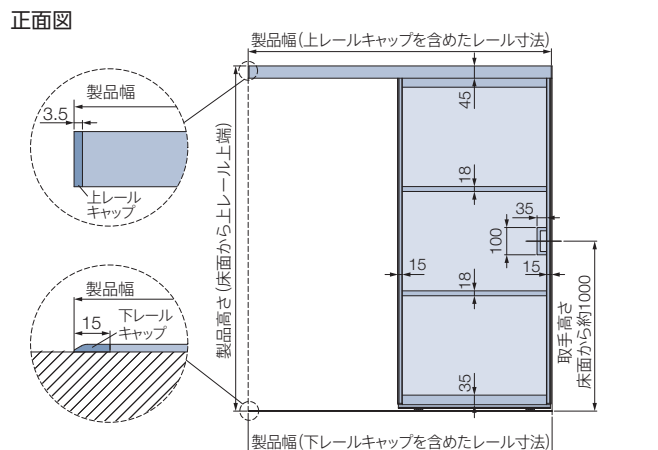 正面図
製品幅（上レールキャップを含めたレール寸法）
製品幅
3.5
上レール
キャップ
製品高さ（床面から上レール上端）
45
18
35
100
15
18
15
取手高さ
床面から約1000
製品幅
15
下レール
キャップ
35
製品幅（下レールキャップを含めたレール寸法）